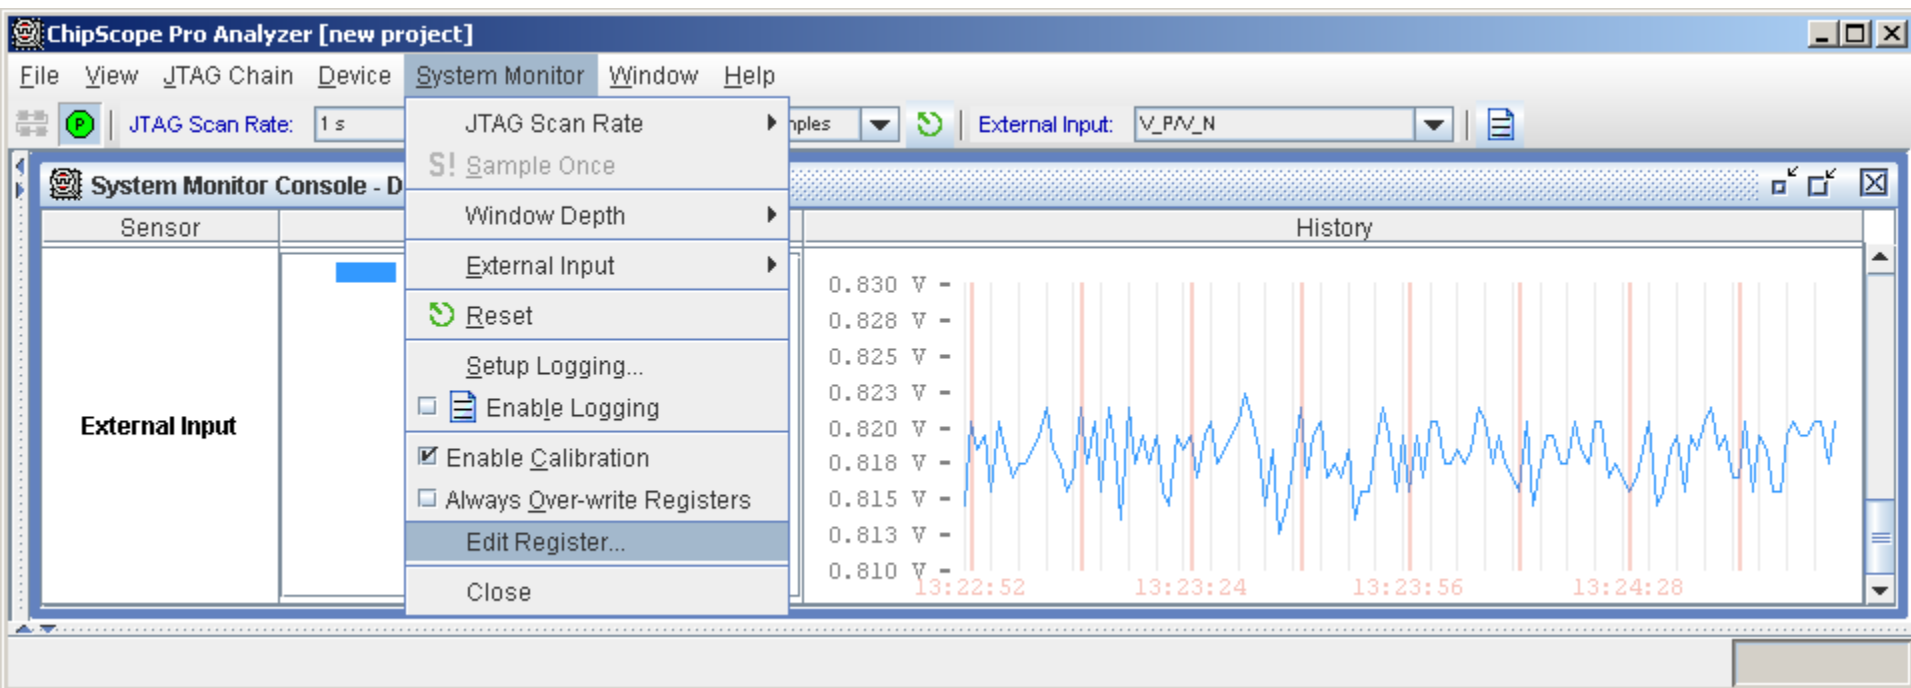 ChipScope Pro Analyzer [new project]
File View JTAG Chain Device System Monitor Window Help
JTAG Scan Rate: 1 s
External Input: V_P/V_N
System Monitor Console - D
Sensor
History
External Input
JTAG Scan Rate
S! Sample Once
Window Depth
External Input
Reset
Setup Logging...
Enable Logging
Enable Calibration
Always Over-write Registers
Edit Register...
Close
0.830 V
0.828 V
0.825 V
0.823 V
0.820 V
0.818 V
0.815 V
0.813 V
0.810 V
13:22:52 13:23:24 13:23:56 13:24:28